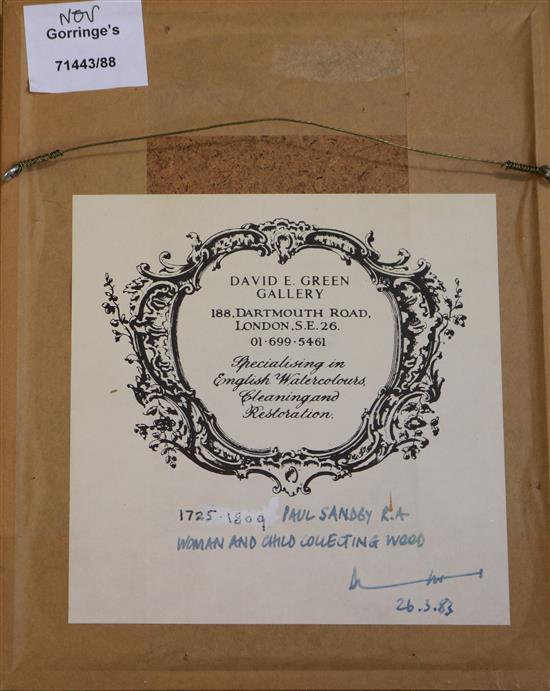 NOV
Gorringe's
71443/88
DAVID E. GREEN
GALLERY
188, DARTMOUTH ROAD,
LONDON, S.E. 26.
01·699·5461
Specialising in
English Watercolours,
Cleaning and
Restoration.
1725-1809 PAUL SANDBY R.A
WOMAN AND CHILD COLLECTING WOOD
26.3.83